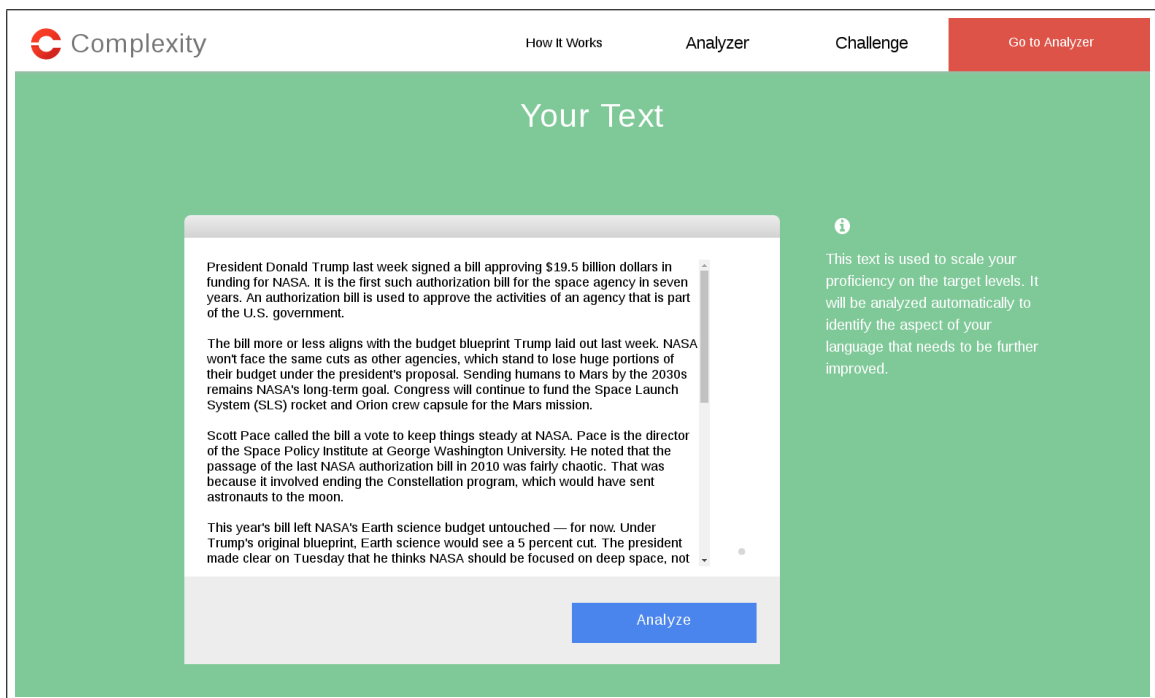 Complexity
How It Works
Analyzer
Challenge
Go to Analyzer
Your Text
President Donald Trump last week signed a bill approving $19.5 billion dollars in
funding for NASA. It is the first such authorization bill for the space agency in seven
years. An authorization bill is used to approve the activities of an agency that is part
of the U.S. government.
The bill more or less aligns with the budget blueprint Trump laid out last week. NASA
won't face the same cuts as other agencies, which stand to lose huge portions of
their budget under the president's proposal. Sending humans to Mars by the 2030s
remains NASA's long-term goal. Congress will continue to fund the Space Launch
System (SLS) rocket and Orion crew capsule for the Mars mission.
Scott Pace called the bill a vote to keep things steady at NASA. Pace is the director
of the Space Policy Institute at George Washington University. He noted that the
passage of the last NASA authorization bill in 2010 was fairly chaotic. That was
because it involved ending the Constellation program, which would have sent
astronauts to the moon.
This year's bill left NASA's Earth science budget untouched — for now. Under
Trump's original blueprint, Earth science would see a 5 percent cut. The president
made clear on Tuesday that he thinks NASA should be focused on deep space, not
Analyze
This text is used to scale your
proficiency on the target levels. It
will be analyzed automatically to
identify the aspect of your
language that needs to be further
improved.